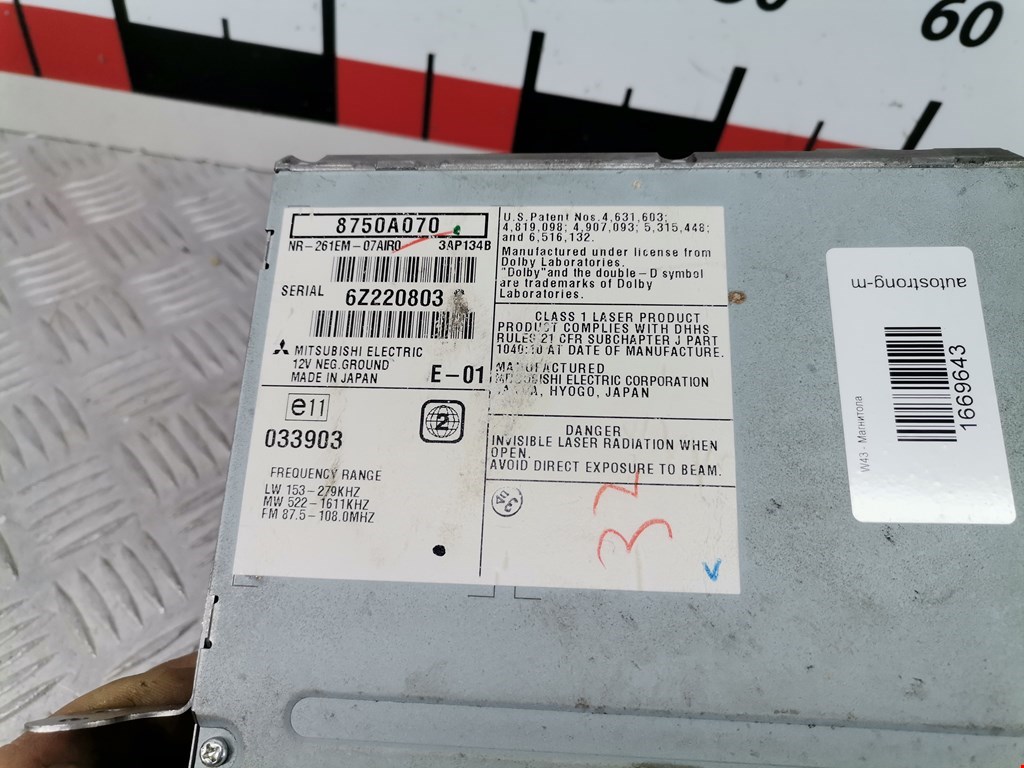 60
8750A070
NR-261EM-07AIR0 3AP134B
SERIAL 6Z220803
MITSUBISHI ELECTRIC
12V NEG.GROUND
MADE IN JAPAN E-01
e11 2
033903
FREQUENCY RANGE
LW 153-279KHZ
MW 522-1611KHZ
FM 87.5-108.0MHZ
U.S.Patent Nos.4,631,603;
4,819,098; 4,907,093; 5,315,448;
and 6,516,132.
Manufactured under license from
Dolby Laboratories.
"Dolby"and the double-D symbol
are trademarks of Dolby
Laboratories.
CLASS 1 LASER PRODUCT
PRODUCT COMPLIES WITH DHHS
RULES 21 CFR SUBCHAPTER J PART
1040.10 AT DATE OF MANUFACTURE.
MANUFACTURED
MITSUBISHI ELECTRIC CORPORATION
HYOGO, JAPAN
DANGER
INVISIBLE LASER RADIATION WHEN
OPEN.
AVOID DIRECT EXPOSURE TO BEAM.
autostrong-m
1669643
W43 - Магнитола